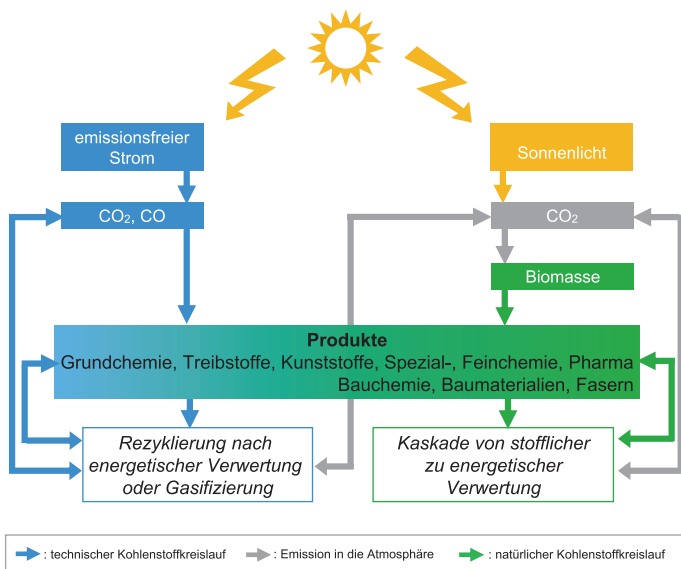 emissionsfreier
Strom
Sonnenlicht
CO₂, CO
CO₂
Biomasse
Produkte
Grundchemie, Treibstoffe, Kunststoffe, Spezial-, Feinchemie, Pharma
Bauchemie, Baumaterialien, Fasern
Rezyklierung nach
energetischer Verwertung
oder Gasifizierung
Kaskade von stofflicher
zu energetischer
Verwertung
: technischer Kohlenstoffkreislauf
: Emission in die Atmosphäre
: natürlicher Kohlenstoffkreislauf